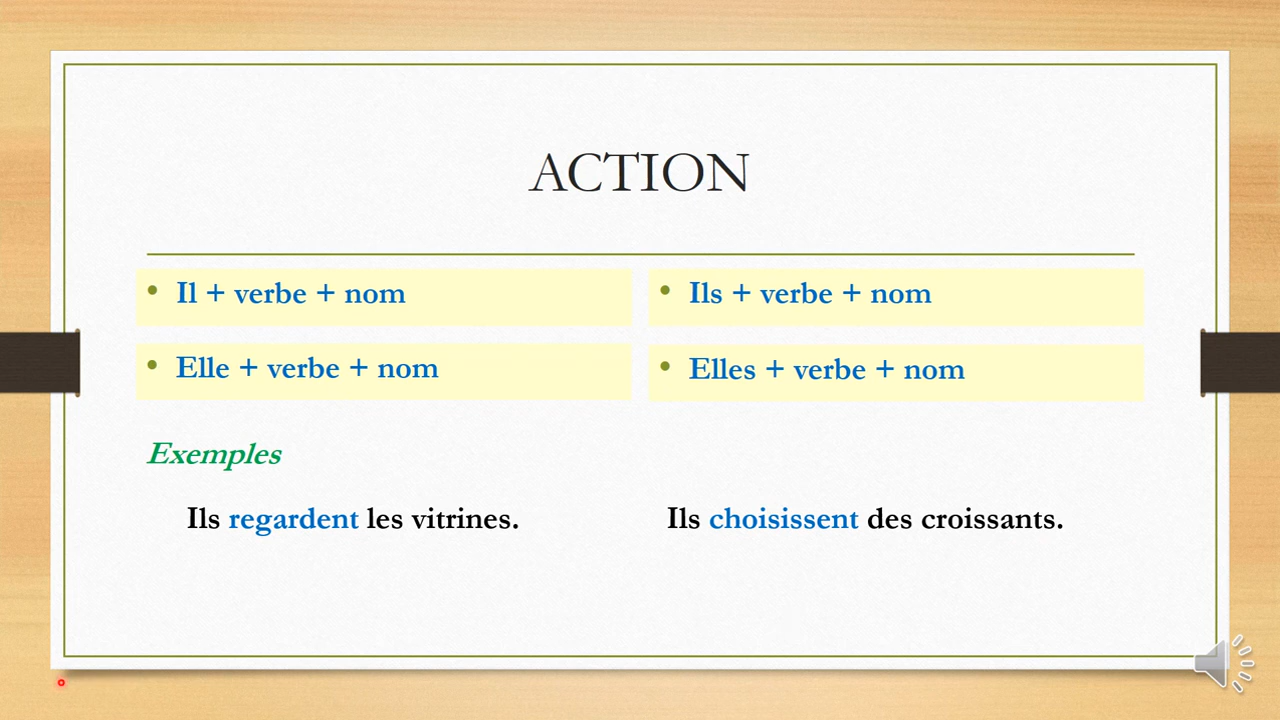 ACTION
• Il + verbe + nom
• Elle + verbe + nom
• Ils + verbe + nom
• Elles + verbe + nom
Exemples
Ils regardent les vitrines.
Ils choisissent des croissants.